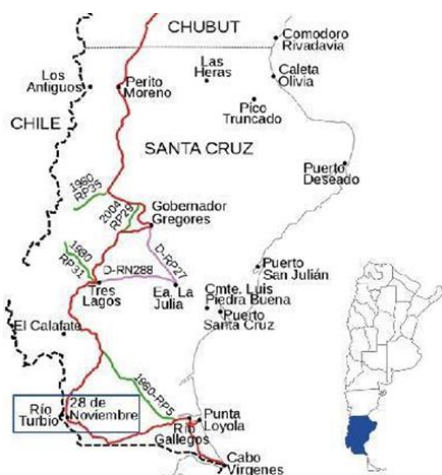 CHUBUT
Comodoro
Rivadavia
Las
Heras
Caleta
Olivia
Los
Antiguos
Perito
Moreno
Pico
Truncado
CHILE
SANTA CRUZ
Puerto
Deseado
1960
RP35
2004
RP29
Gobernador
Gregores
1980
RP31
D-RN288
D-RP27
Puerto
San Julián
Tres
Lagos
Ea. La
Julia
Cmte. Luis
Piedra Buena
Puerto
Santa Cruz
El Calafate
1960-RP5
28 de
Noviembre
Río
Turbio
Punta
Loyola
Río
Gallegos
Cabo
Vírgenes